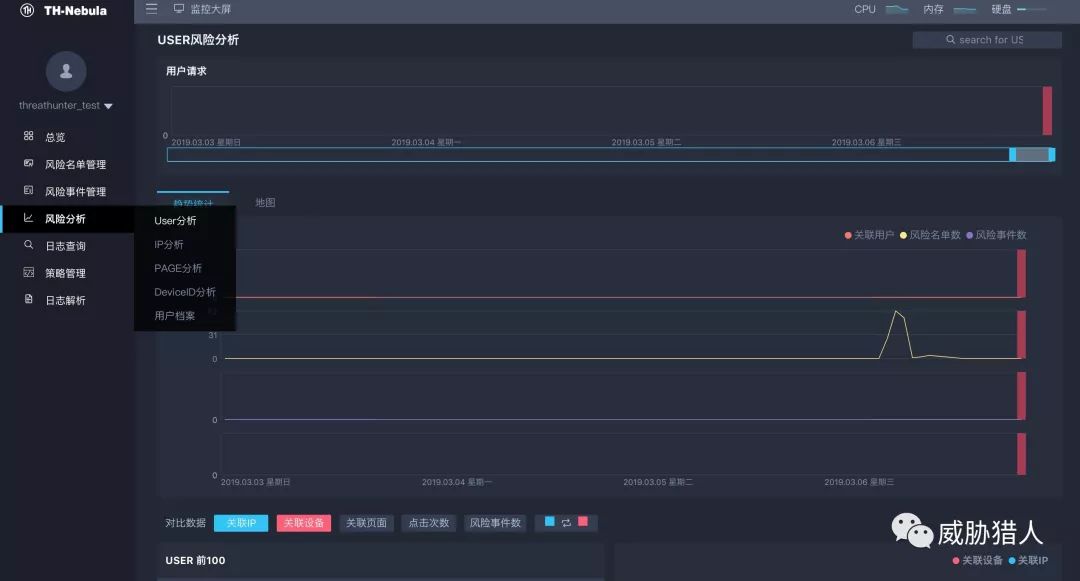 TH-Nebula
监控大屏
CPU 内存 硬盘
threathunter_test
总览
风险名单管理
风险事件管理
风险分析
日志查询
策略管理
日志解析
User分析
IP分析
PAGE分析
DeviceID分析
用户档案
USER风险分析
search for US
用户请求
0
2019.03.03 星期日 2019.03.04 星期一 2019.03.05 星期二 2019.03.06 星期三
趋势统计 地图
关联用户 风险名单数 风险事件数
31
0
0
0
2019.03.03 星期日 2019.03.04 星期一 2019.03.05 星期二 2019.03.06 星期三
对比数据 关联IP 关联设备 关联页面 点击次数 风险事件数
USER 前100
关联设备 关联IP
威胁猎人